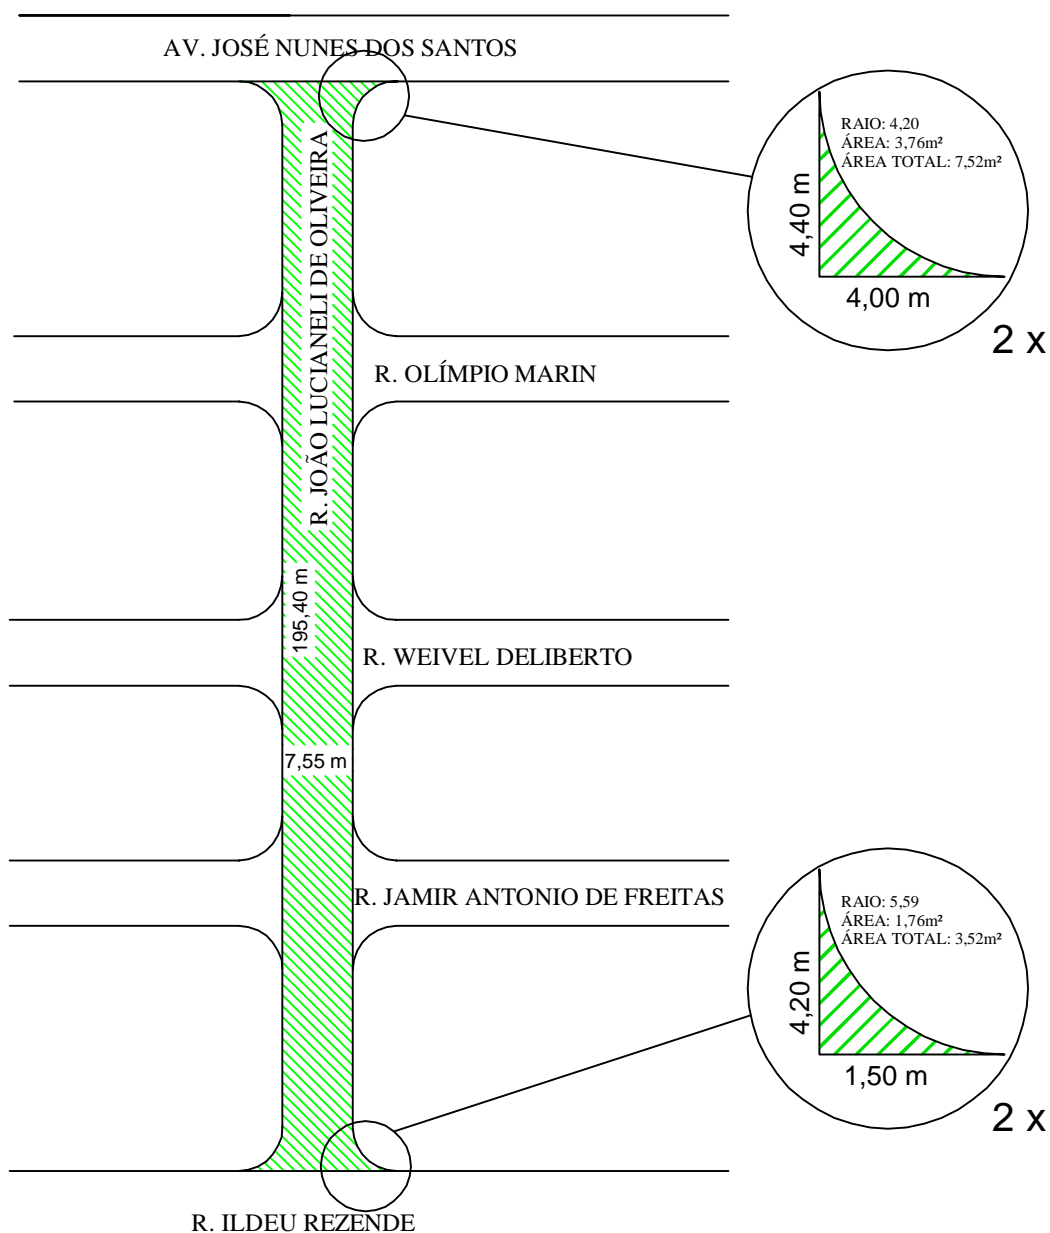 AV. JOSÉ NUNES DOS SANTOS
RAIO: 4,20
ÁREA: 3,76m²
ÁREA TOTAL: 7,52m²
4,40 m
4,00 m
2 x
R. JOÃO LUCIANELI DE OLIVEIRA
R. OLÍMPIO MARIN
195,40 m
R. WEIVEL DELIBERTO
7,55 m
R. JAMIR ANTONIO DE FREITAS
RAIO: 5,59
ÁREA: 1,76m²
ÁREA TOTAL: 3,52m²
4,20 m
1,50 m
2 x
R. ILDEU REZENDE